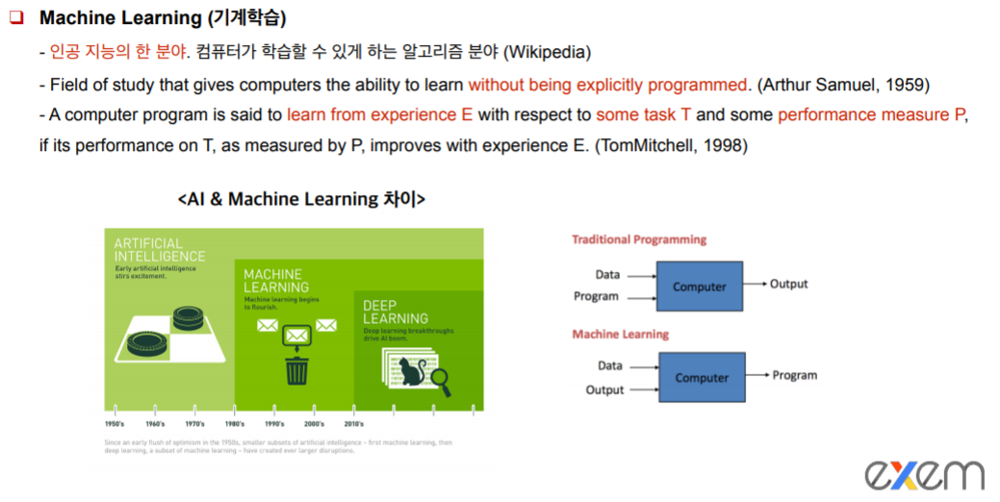 Machine Learning (기계학습)
- 인공 지능의 한 분야. 컴퓨터가 학습할 수 있게 하는 알고리즘 분야 (Wikipedia)
- Field of study that gives computers the ability to learn without being explicitly programmed. (Arthur Samuel, 1959)
- A computer program is said to learn from experience E with respect to some task T and some performance measure P,
if its performance on T, as measured by P, improves with experience E. (TomMitchell, 1998)
<AI & Machine Learning 차이>
ARTIFICIAL
INTELLIGENCE
Early artificial intelligence
stirs excitement.
MACHINE
LEARNING
Machine learning begins
to flourish.
DEEP
LEARNING
Deep learning breakthroughs
drive AI boom.
1950's 1960's 1970's 1980's 1990's 2000's 2010's
Since an early flush of optimism in the 1950s, smaller subsets of artificial intelligence – first machine learning, then
deep learning, a subset of machine learning – have created ever larger disruptions.
Traditional Programming
Data
Program
Computer
Output
Machine Learning
Data
Output
Computer
Program
exem